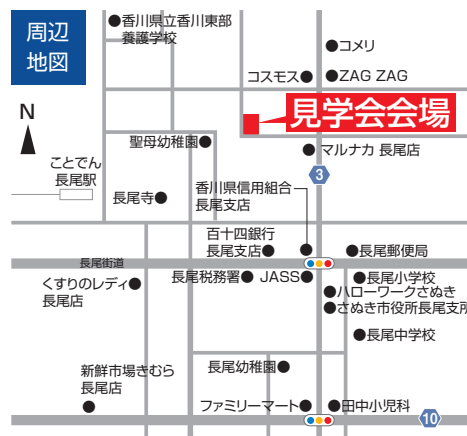 周辺
地図
香川県立香川東部
養護学校
コメリ
コスモス
ZAG ZAG
N
見学会会場
聖母幼稚園
マルナカ 長尾店
ことでん
長尾駅
3
香川県信用組合
長尾支店
長尾寺
百十四銀行
長尾支店
長尾郵便局
長尾街道
長尾税務署
JASS
長尾小学校
くすりのレディ
長尾店
ハローワークさぬき
さぬき市役所長尾支所
長尾中学校
新鮮市場きむら
長尾店
長尾幼稚園
ファミリーマート
田中小児科
10